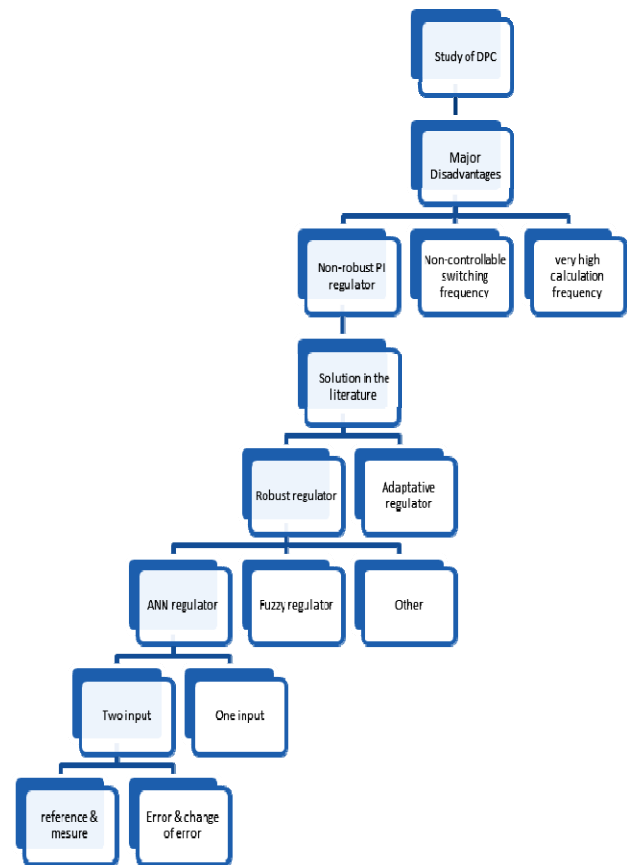 Study of DPC
Major
Disadvantages
Non-robust PI
regulator
Non-controllable
switching
frequency
very high
calculation
frequency
Solution in the
literature
Robust regulator
Adaptative
regulator
ANN regulator
Fuzzy regulator
Other
Two input
One input
reference &
mesure
Error & change
of error